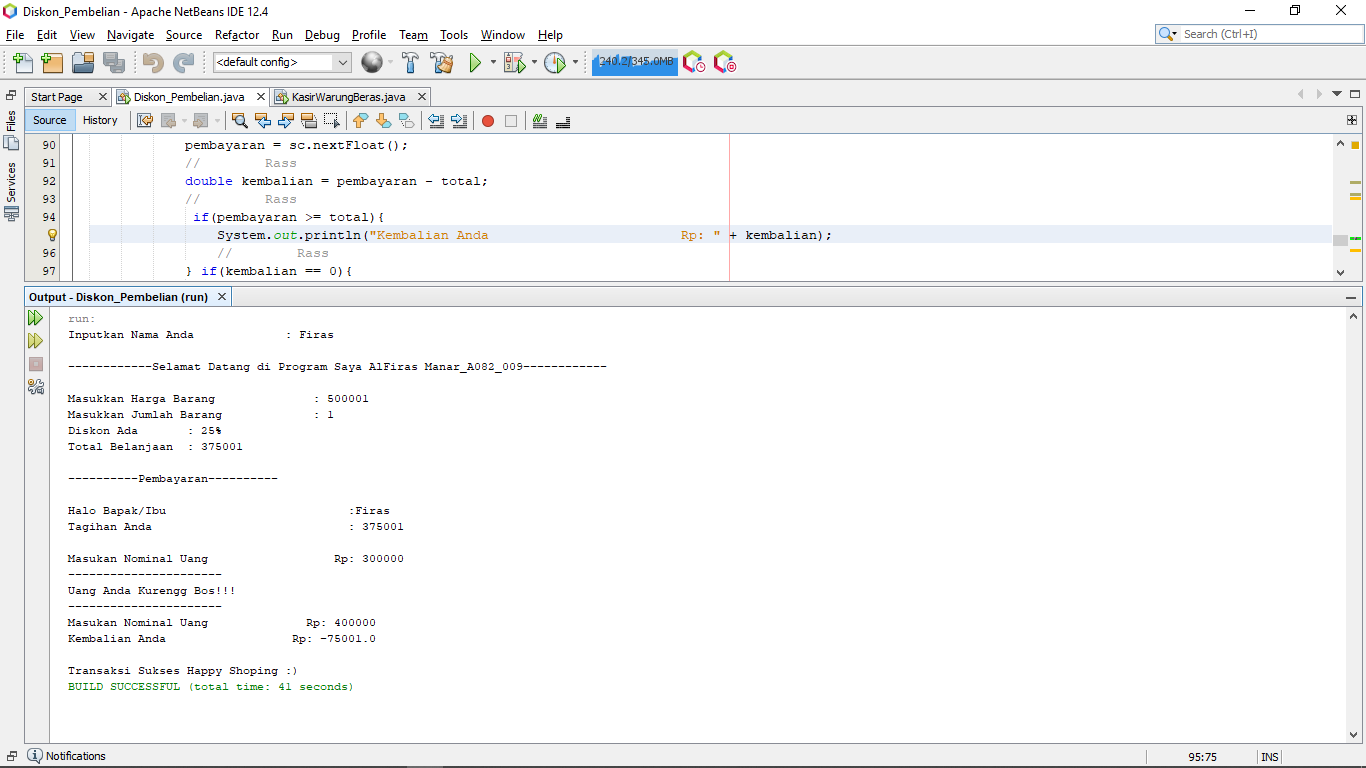 Diskon_Pembelian - Apache NetBeans IDE 12.4
File Edit View Navigate Source Refactor Run Debug Profile Team Tools Window Help
Search (Ctrl+I)
<default config>
240.2/345.0MB
Start Page Diskon_Pembelian.java KasirWarungBeras.java
Files
Services
Source History
90 pembayaran = sc.nextFloat();
91 // Rass
92 double kembalian = pembayaran - total;
93 // Rass
94 if(pembayaran >= total){
System.out.println("Kembalian Anda                        Rp: " + kembalian);
96 // Rass
97 } if(kembalian == 0){
Output - Diskon_Pembelian (run)
run:
Inputkan Nama Anda             : Firas
------------Selamat Datang di Program Saya AlFiras Manar_A082_009------------
Masukkan Harga Barang              : 500001
Masukkan Jumlah Barang             : 1
Diskon Ada       : 25%
Total Belanjaan  : 375001
----------Pembayaran----------
Halo Bapak/Ibu                          :Firas
Tagihan Anda                            : 375001
Masukan Nominal Uang                  Rp: 300000
----------------------
Uang Anda Kurengg Bos!!!
----------------------
Masukan Nominal Uang              Rp: 400000
Kembalian Anda                  Rp: -75001.0
Transaksi Sukses Happy Shoping :)
BUILD SUCCESSFUL (total time: 41 seconds)
Notifications
95:75 INS